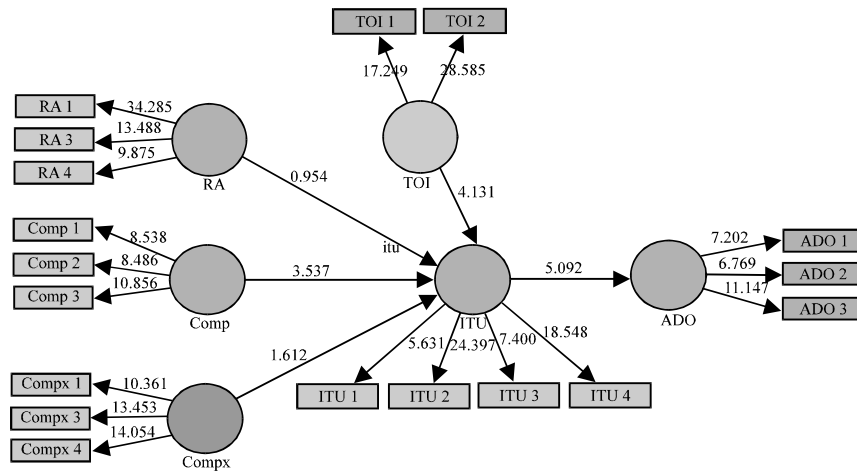 TOI 1 TOI 2
17.249 28.585
RA 1 34.285
RA 3 13.488
RA 4 9.875
RA
TOI
0.954
4.131
Comp 1 8.538
Comp 2 8.486
Comp 3 10.856
Comp
itu
3.537
ITU
5.092
ADO
7.202 ADO 1
6.769 ADO 2
11.147 ADO 3
1.612
5.631 24.397 7.400 18.548
ITU 1 ITU 2 ITU 3 ITU 4
Compx 1 10.361
Compx 3 13.453
Compx 4 14.054
Compx